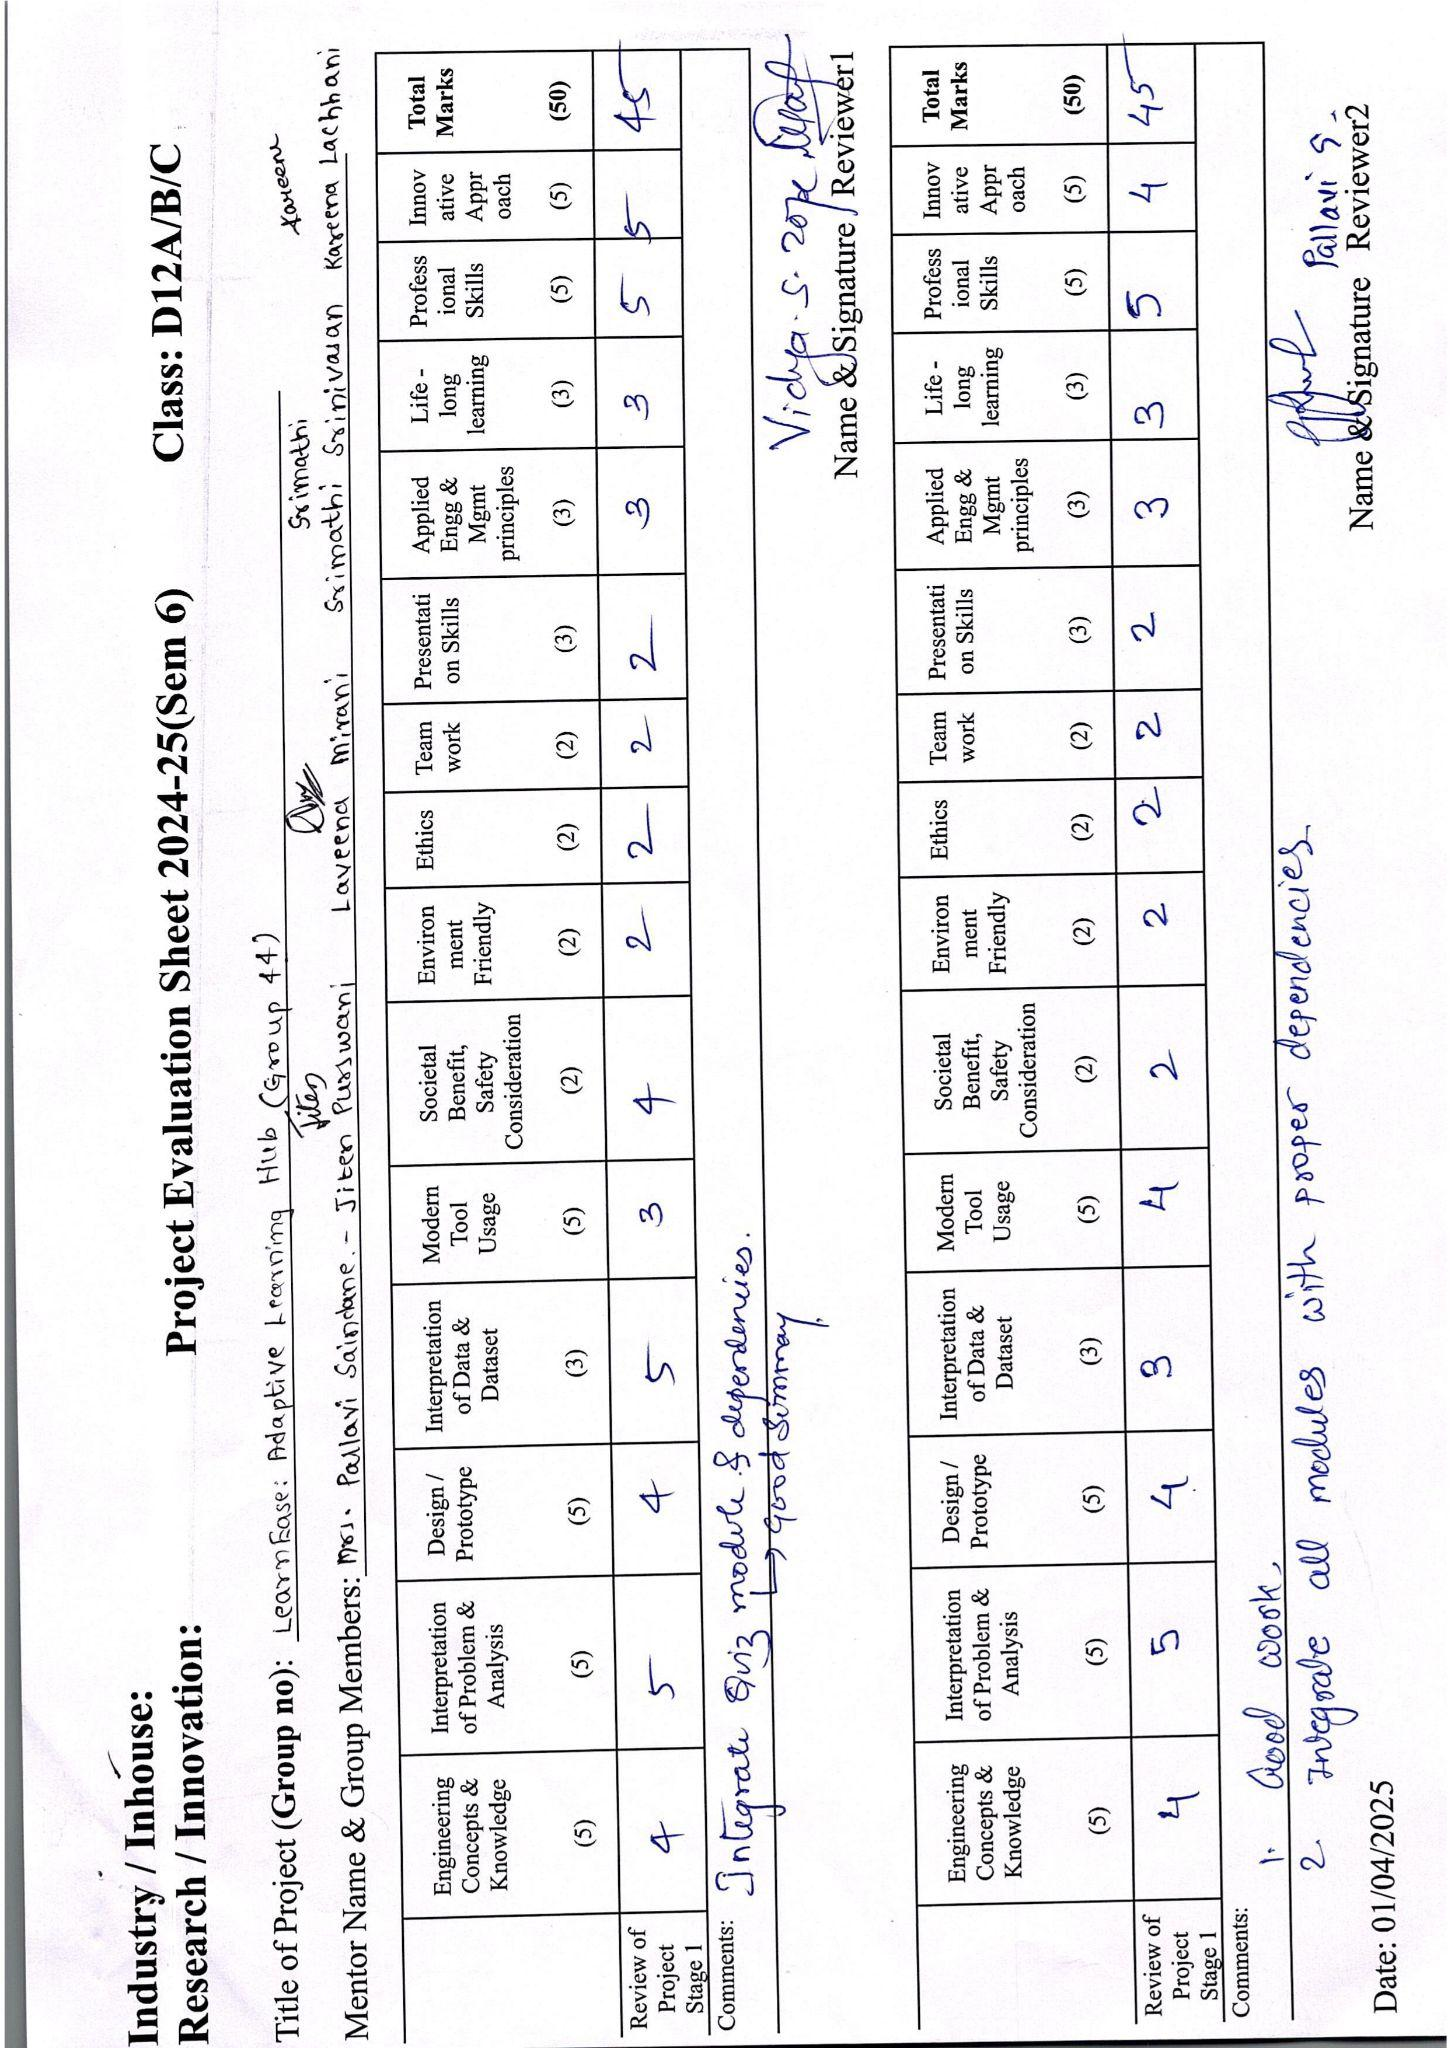 Industry / Inhouse:
Research / Innovation:
Project Evaluation Sheet 2024-25(Sem 6) Class: D12A/B/C
Title of Project (Group no): LearnEase: Adaptive Learning Hub (Group 44)
Jiten Srimathi Kareena
Mentor Name & Group Members: Mrs. Pallavi Saindane. - Jiten Purswani Laveena Mirani Srimathi Srinivasan Kareena Lachhani
Engineering Concepts & Knowledge (5) Interpretation of Problem & Analysis (5) Design / Prototype (5) Interpretation of Data & Dataset (3) Modern Tool Usage (5) Societal Benefit, Safety Consideration (2) Environ ment Friendly (2) Ethics (2) Team work (2) Presentati on Skills (3) Applied Engg & Mgmt principles (3) Life - long learning (3) Profess ional Skills (5) Innov ative Appr oach (5) Total Marks (50)
Review of Project Stage 1 4 5 4 5 3 4 2 2 2 2 3 3 5 5 45
Comments: Integrate Quiz module & dependenies.
→ Good Summary.
Vidya. S. Zope
Name & Signature Reviewer1
Engineering Concepts & Knowledge (5) Interpretation of Problem & Analysis (5) Design / Prototype (5) Interpretation of Data & Dataset (3) Modern Tool Usage (5) Societal Benefit, Safety Consideration (2) Environ ment Friendly (2) Ethics (2) Team work (2) Presentati on Skills (3) Applied Engg & Mgmt principles (3) Life - long learning (3) Profess ional Skills (5) Innov ative Appr oach (5) Total Marks (50)
Review of Project Stage 1 4 5 4 3 4 2 2 2 2 2 3 3 5 4 45
Comments:
1. Good work.
2 Integrate all modules with proper dependencies.
Pallavi S.
Date: 01/04/2025 Name & Signature Reviewer2